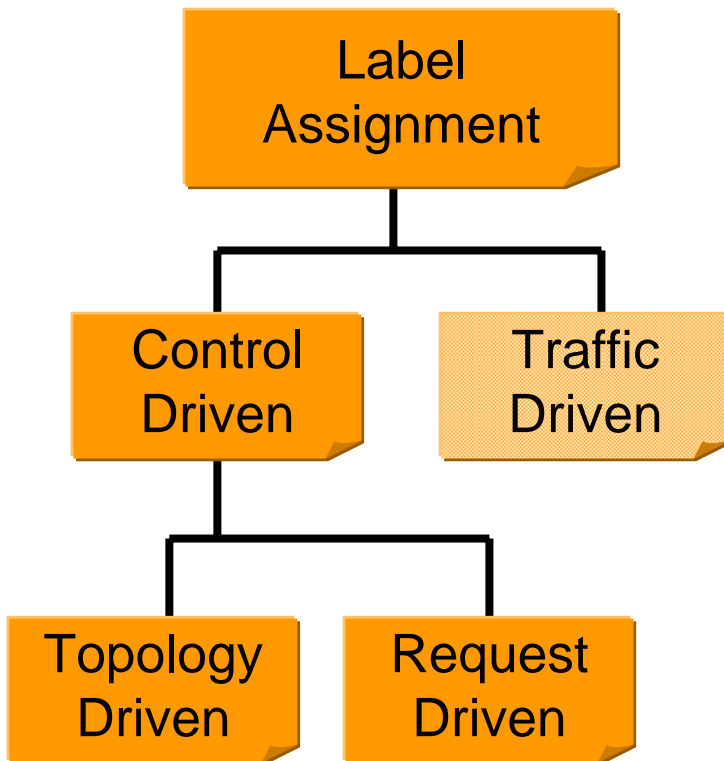 Label
Assignment
Control
Driven
Traffic
Driven
Topology
Driven
Request
Driven